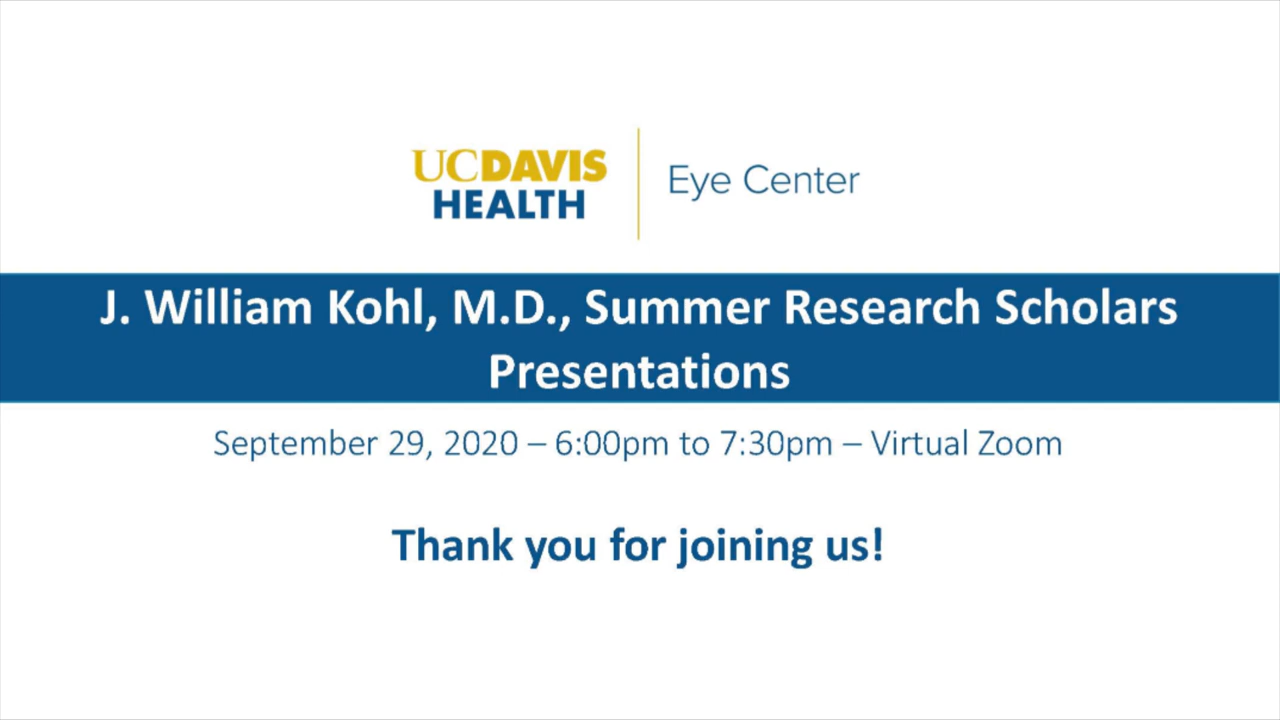 UCDAVIS
HEALTH
Eye Center
J. William Kohl, M.D., Summer Research Scholars
Presentations
September 29, 2020 – 6:00pm to 7:30pm – Virtual Zoom
Thank you for joining us!